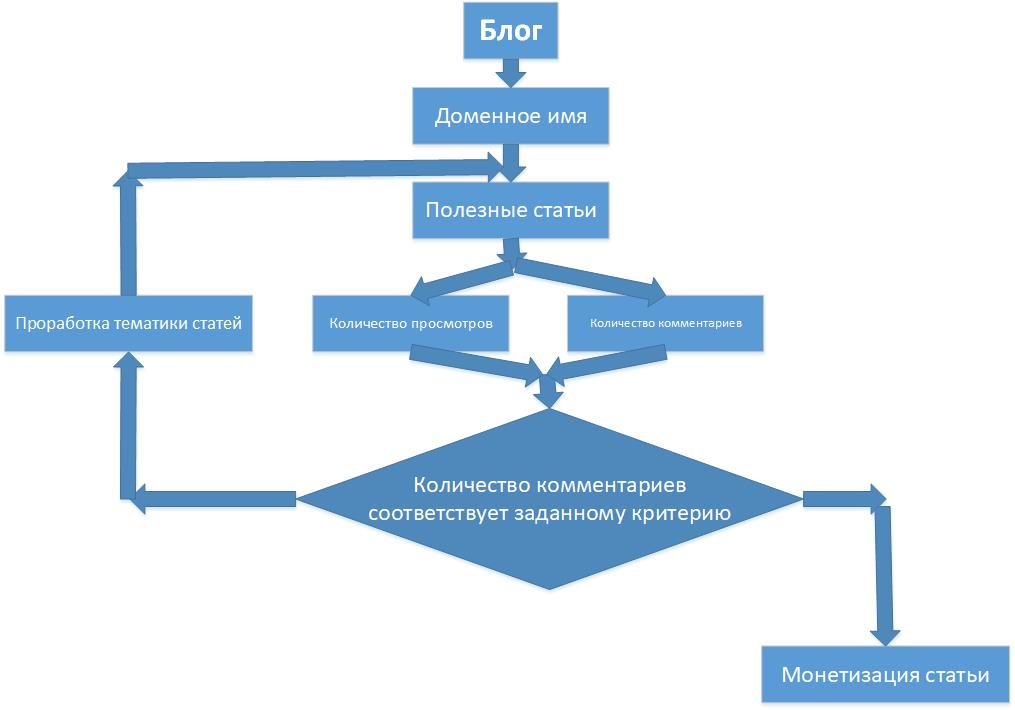 Блог
Доменное имя
Полезные статьи
Проработка тематики статей
Количество просмотров
Количество комментариев
Количество комментариев
соответствует заданному критерию
Монетизация статьи